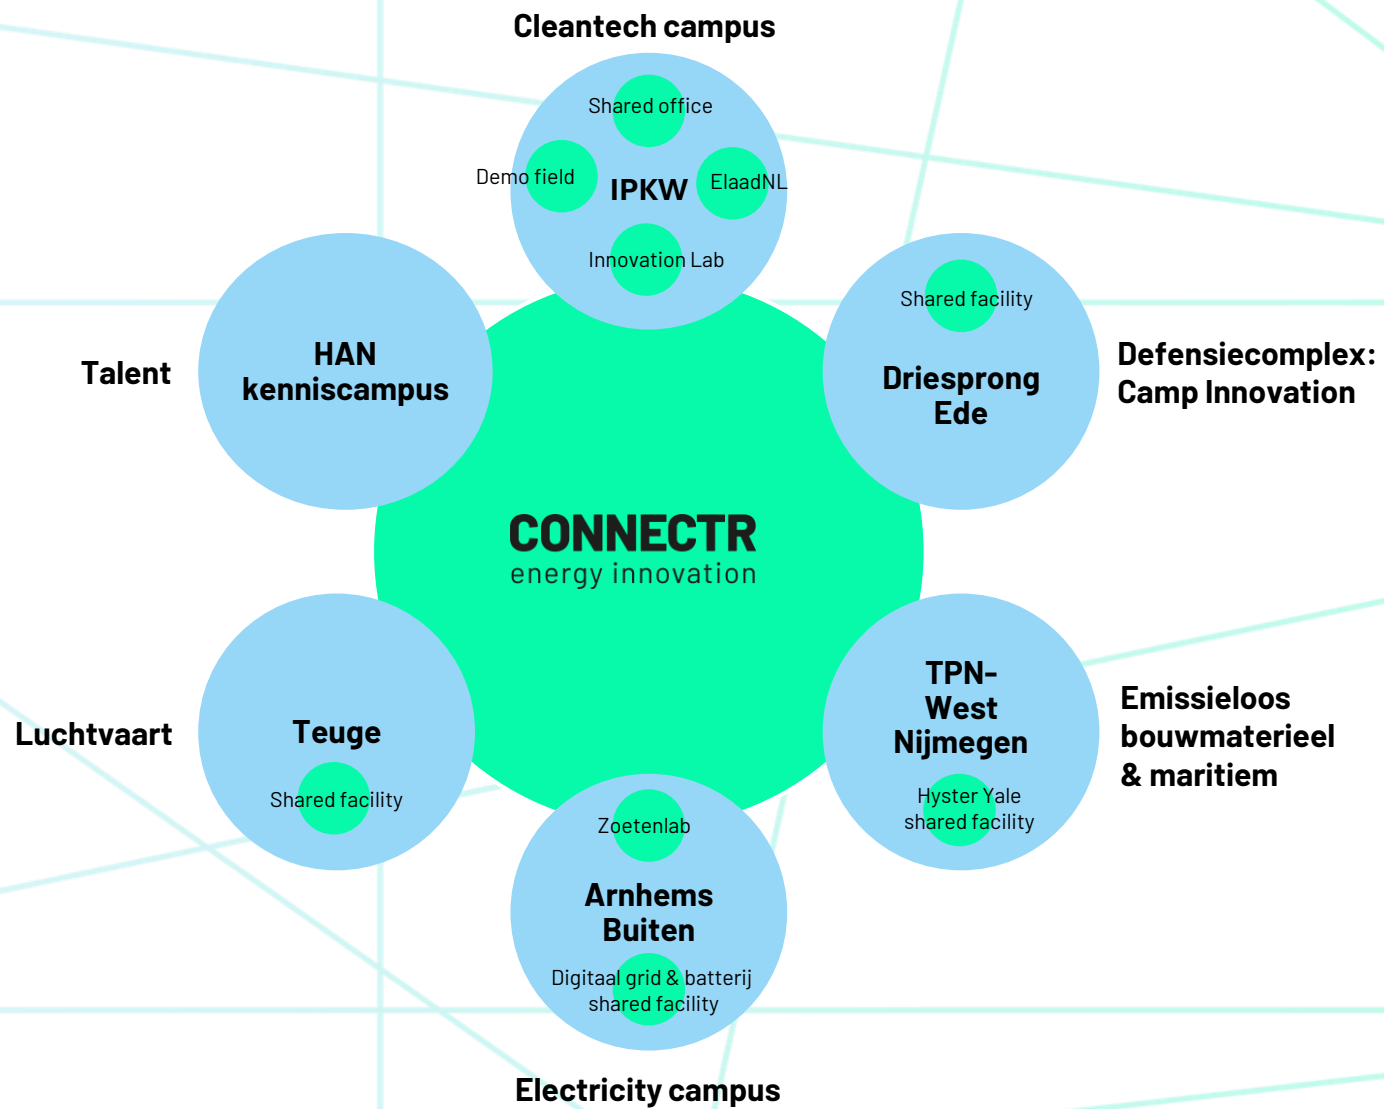 Cleantech campus
Shared office
Demo field
IPKW
ElaadNL
Innovation Lab
Talent
HAN
kenniscampus
Shared facility
Driesprong
Ede
Defensiecomplex:
Camp Innovation
CONNECTR
energy innovation
Luchtvaart
Teuge
Shared facility
TPN-
West
Nijmegen
Hyster Yale
shared facility
Emissieloos
bouwmaterieel
& maritiem
Zoetenlab
Arnhems
Buiten
Digitaal grid & batterij
shared facility
Electricity campus